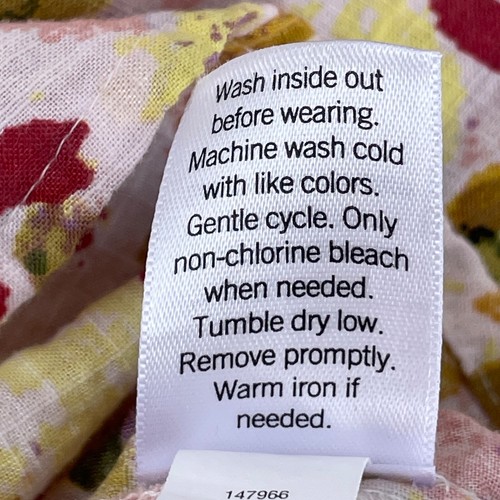 Wash inside out
before wearing.
Machine wash cold
with like colors.
Gentle cycle. Only
non-chlorine bleach
when needed.
Tumble dry low.
Remove promptly.
Warm iron if
needed.
147966